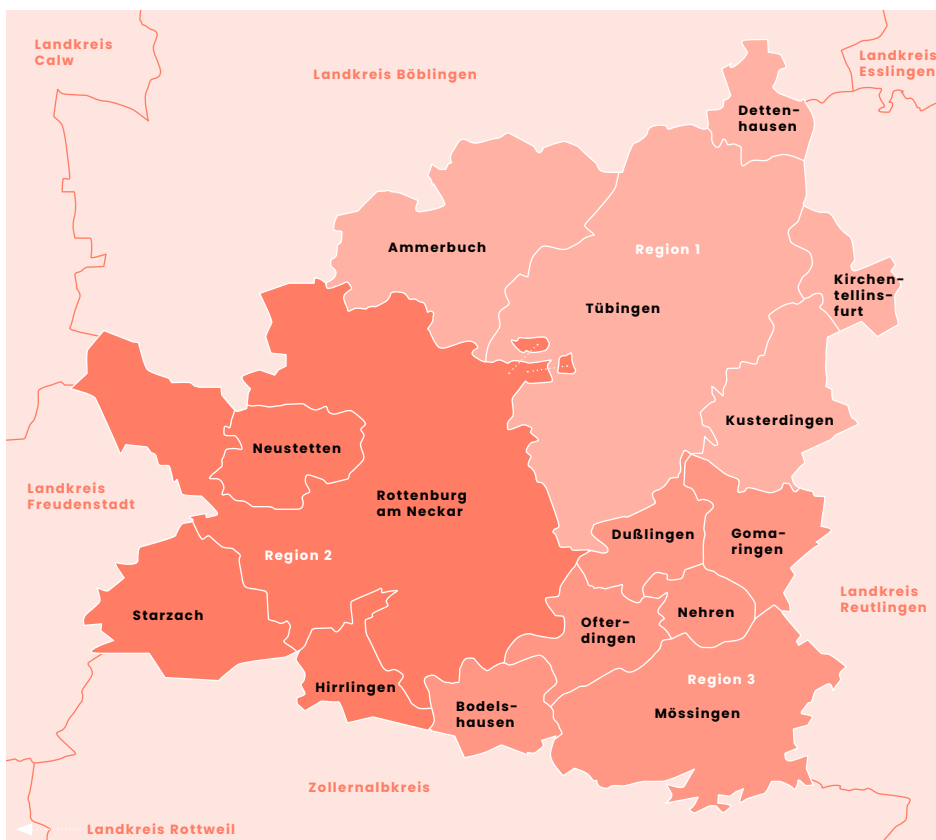 Landkreis
Calw
Landkreis Böblingen
Landkreis
Esslingen
Detten-
hausen
Ammerbuch
Region 1
Tübingen
Kirchen-
tellins-
furt
Kusterdingen
Neustetten
Rottenburg
am Neckar
Landkreis
Freudenstadt
Region 2
Dußlingen
Goma-
ringen
Starzach
Ofter-
dingen
Nehren
Landkreis
Reutlingen
Hirrlingen
Bodels-
hausen
Region 3
Mössingen
Zollernalbkreis
Landkreis Rottweil